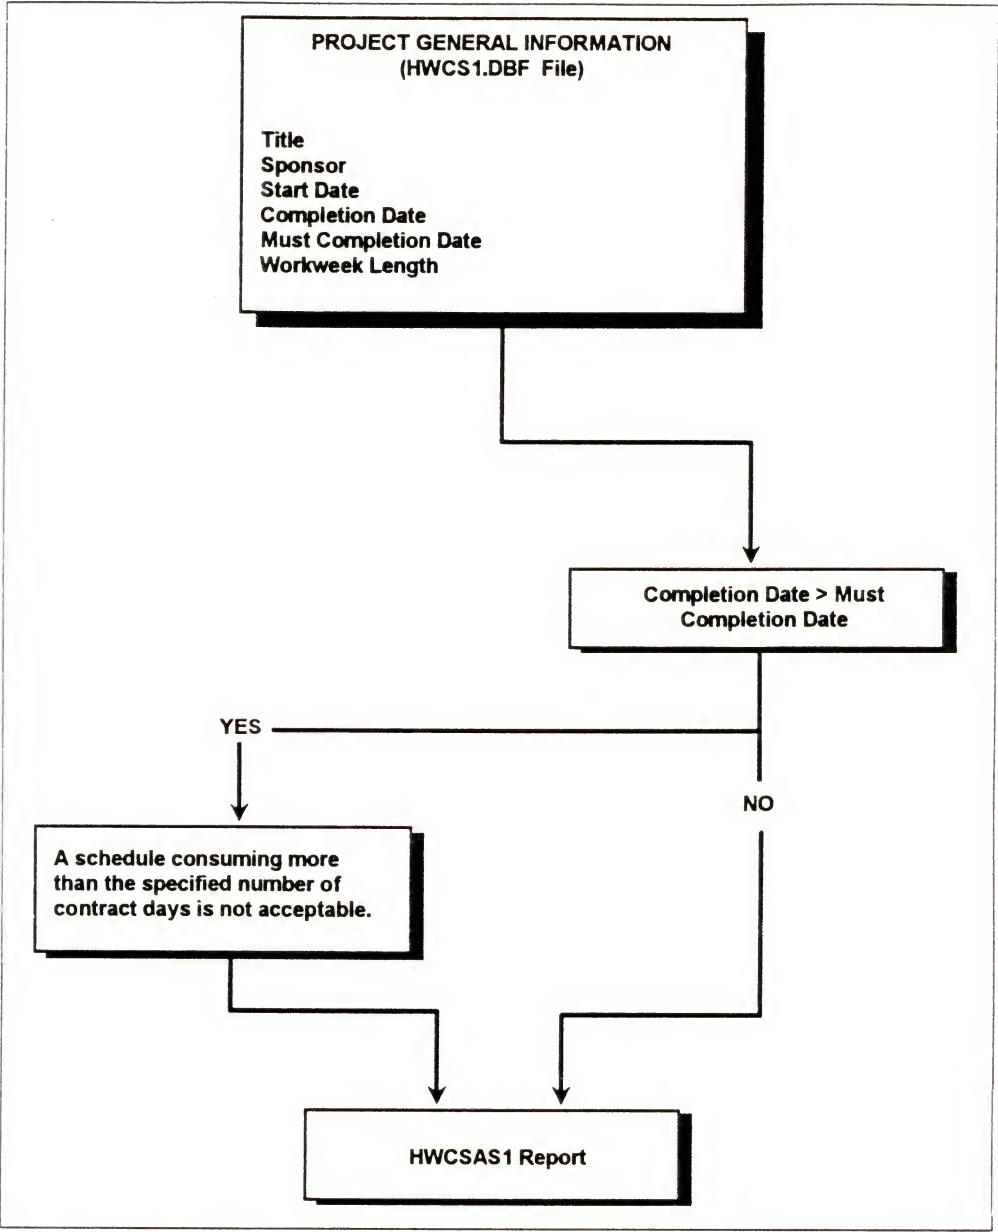 PROJECT GENERAL INFORMATION
(HWCS1.DBF File)
Title
Sponsor
Start Date
Completion Date
Must Completion Date
Workweek Length
Completion Date > Must
Completion Date
YES
NO
A schedule consuming more
than the specified number of
contract days is not acceptable.
HWCSAS1 Report